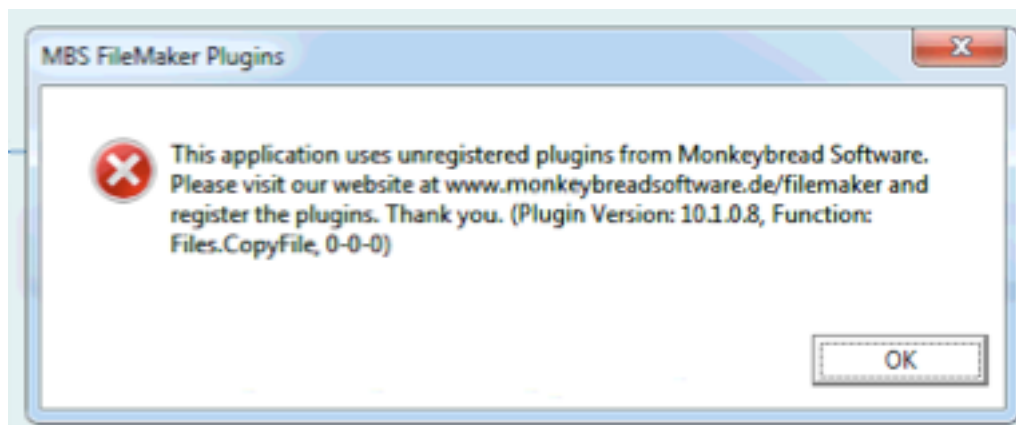 MBS FileMaker Plugins
This application uses unregistered plugins from Monkeybread Software.
Please visit our website at www.monkeybreadsoftware.de/filemaker and
register the plugins. Thank you. (Plugin Version: 10.1.0.8, Function:
Files.CopyFile, 0-0-0)
OK